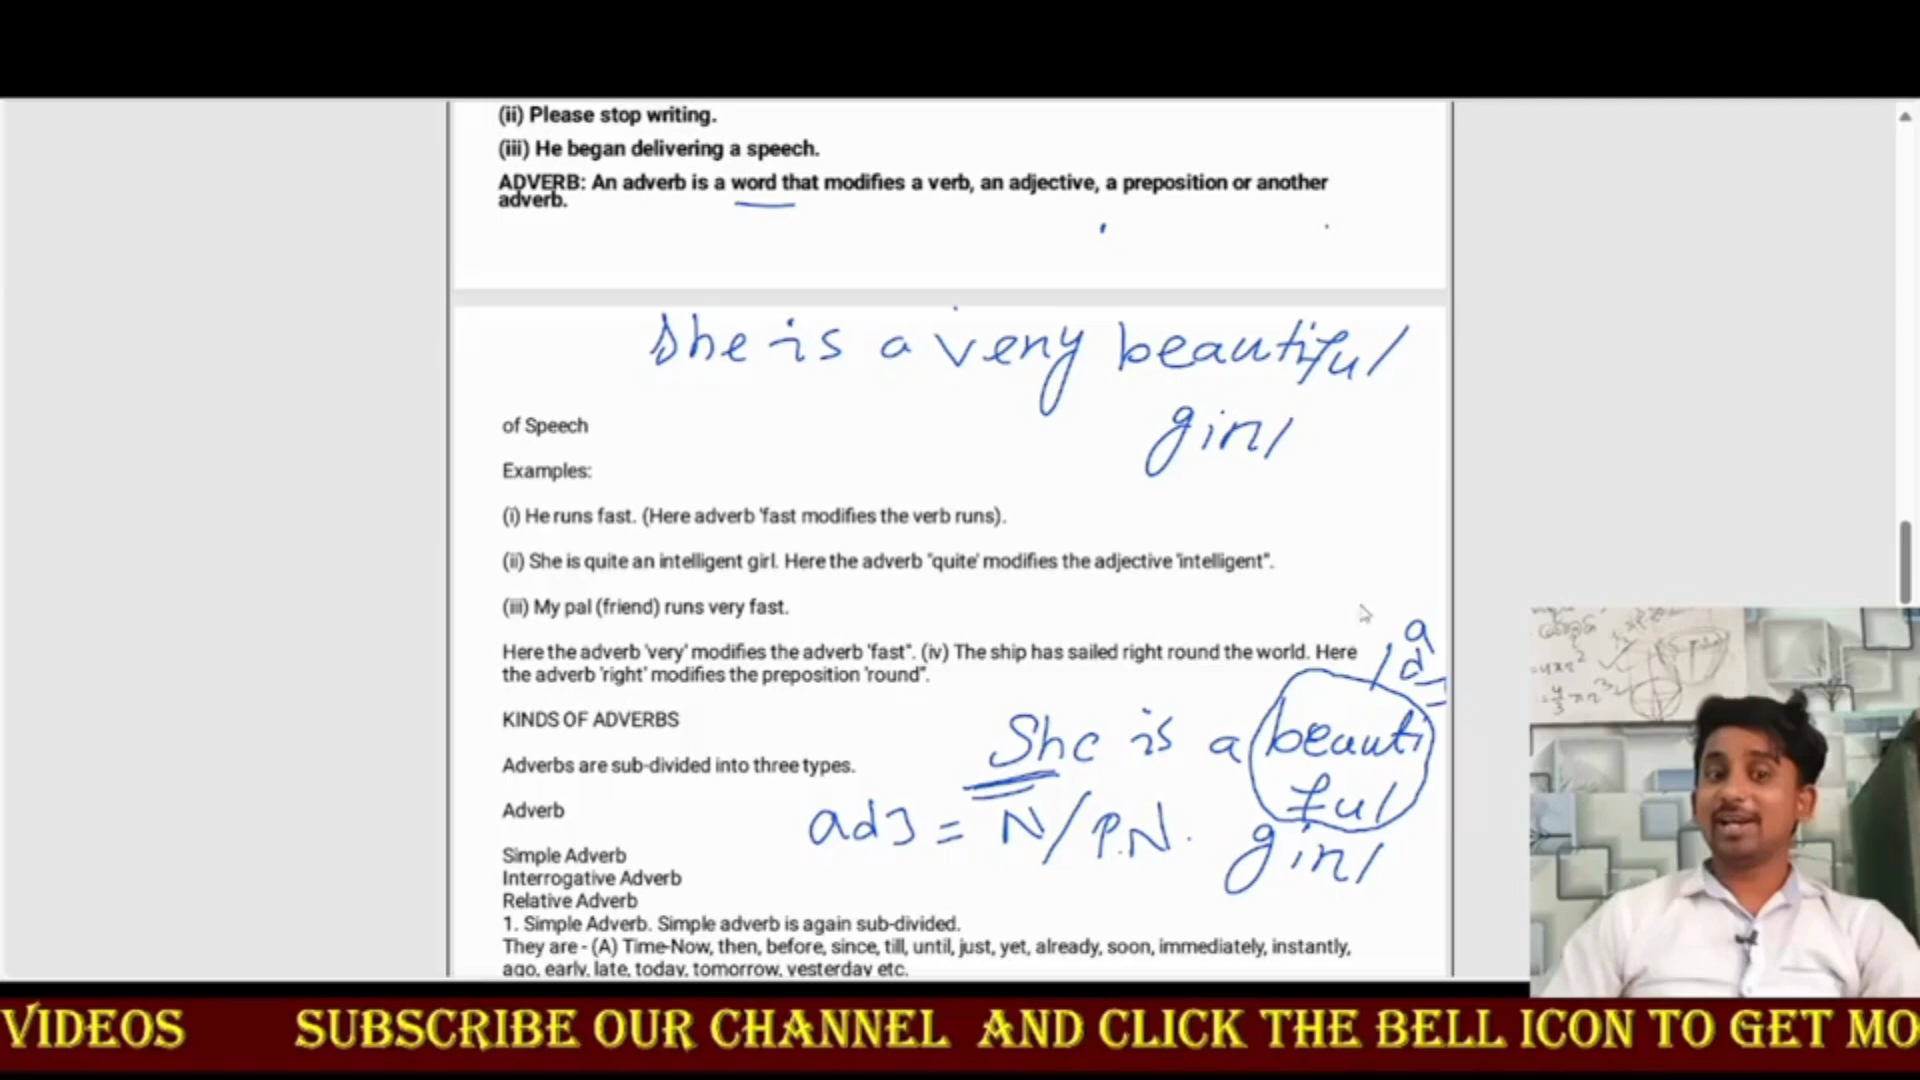 (ii) Please stop writing.
(iii) He began delivering a speech.
ADVERB: An adverb is a word that modifies a verb, an adjective, a preposition or another
adverb.
She is a very beautiful
girl
of Speech
Examples:
(i) He runs fast. (Here adverb 'fast modifies the verb runs).
(ii) She is quite an intelligent girl. Here the adverb "quite' modifies the adjective 'intelligent".
(iii) My pal (friend) runs very fast.
Here the adverb 'very' modifies the adverb 'fast". (iv) The ship has sailed right round the world. Here
the adverb 'right' modifies the preposition 'round".
KINDS OF ADVERBS
She is a beauti
ful
girl
Adverbs are sub-divided into three types.
adj = N/P.N.
Adverb
Simple Adverb
Interrogative Adverb
Relative Adverb
1. Simple Adverb. Simple adverb is again sub-divided.
They are - (A) Time-Now, then, before, since, till, until, just, yet, already, soon, immediately, instantly,
ago, early, late, today, tomorrow, yesterday etc.
VIDEOS SUBSCRIBE OUR CHANNEL AND CLICK THE BELL ICON TO GET MO